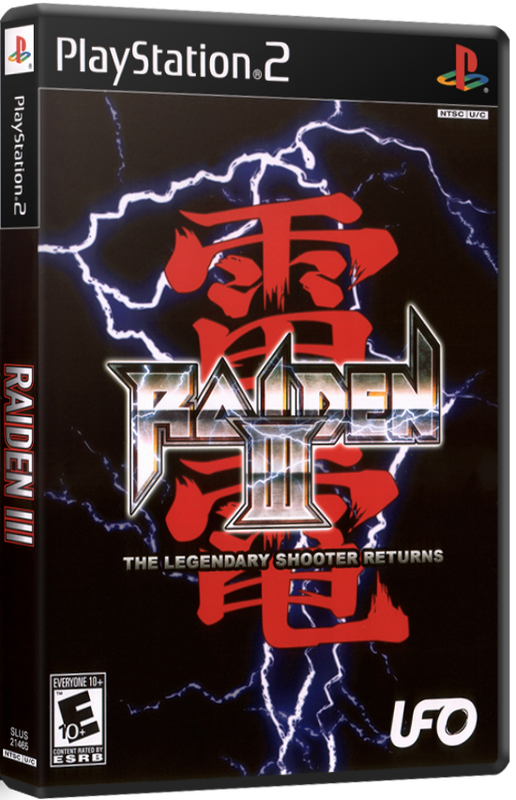 PlayStation®2
NTSC U/C
雷
電
RAIDEN
III
THE LEGENDARY SHOOTER RETURNS
EVERYONE 10+
™
E
10+
®
CONTENT RATED BY
ESRB
UFO
PlayStation®2
RAIDEN III
SLUS
21465
NTSC U/C